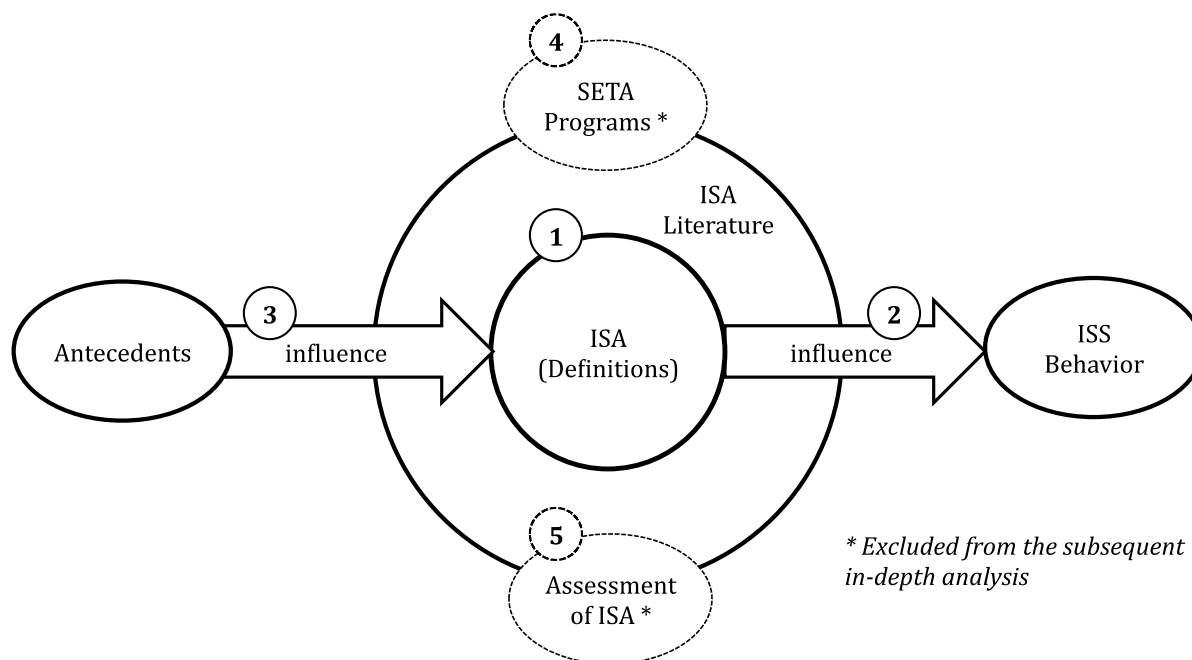 4
SETA
Programs *
ISA
Literature
1
3
2
Antecedents
influence
ISA
(Definitions)
influence
ISS
Behavior
5
Assessment
of ISA *
* Excluded from the subsequent
in-depth analysis